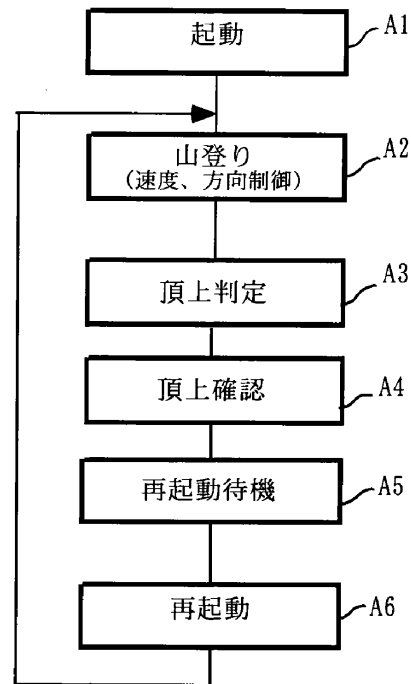 起動
A1
山登り
(速度、方向制御)
A2
頂上判定
A3
頂上確認
A4
再起動待機
A5
再起動
A6